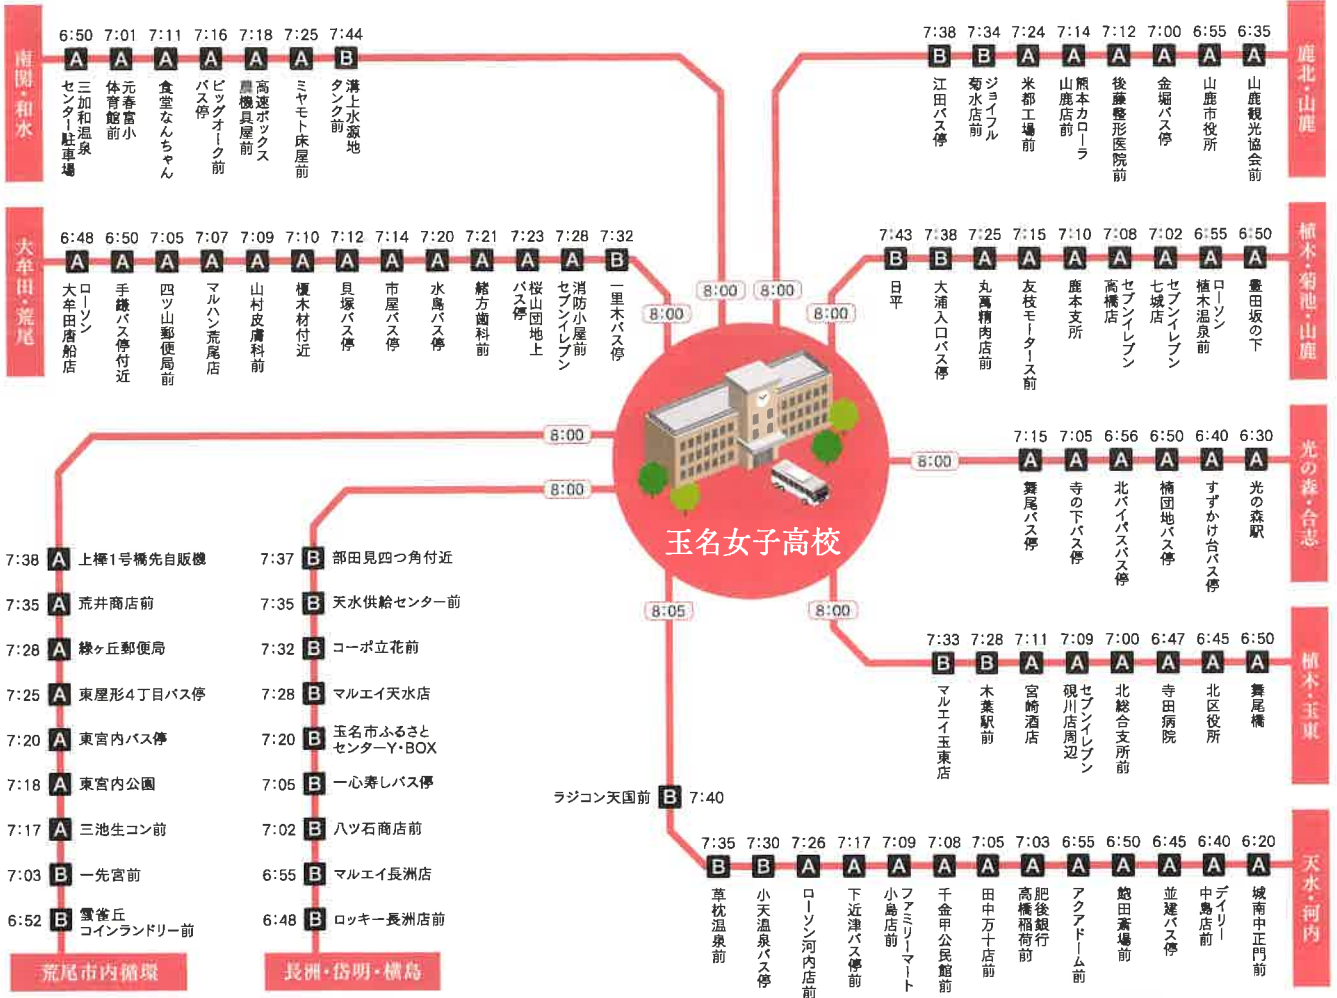 南関・和水
6:50 A 三加和温泉センター駐車場
7:01 A 元春富小体育館前
7:11 A 食堂なんちゃん
7:16 A ビッグオーク前バス停
7:18 A 高速ボックス農機具屋前
7:25 A ミヤモト床屋前
7:44 B 溝上水源地タンク前
8:00
鹿北・山鹿
7:38 B 江田バス停
7:34 B ジョイフル菊水店前
7:24 A 米都工場前
7:14 A 熊本カローラ山鹿店前
7:12 A 後藤整形医院前
7:00 A 金堀バス停
6:55 A 山鹿市役所
6:35 A 山鹿観光協会前
8:00
大牟田・荒尾
6:48 A ローソン大牟田唐船店
6:50 A 手鎌バス停付近
7:05 A 四ツ山郵便局前
7:07 A マルハン荒尾店
7:09 A 山村皮膚科前
7:10 A 榎木材付近
7:12 A 貝塚バス停
7:14 A 市屋バス停
7:20 A 水島バス停
7:21 A 緒方歯科前
7:23 A 桜山団地上バス停
7:28 A 消防小屋前セブンイレブン
7:32 B 一里木バス停
8:00
植木・菊池・山鹿
7:43 B 日平
7:38 B 大浦入口バス停
7:25 A 丸萬精肉店前
7:15 A 友枝モータース前
7:10 A 鹿本支所
7:08 A セブンイレブン高橋店
7:02 A セブンイレブン七城店
6:55 A ローソン植木温泉前
6:50 A 豊田坂の下
8:00
光の森・合志
7:15 A 舞尾バス停
7:05 A 寺の下バス停
6:56 A 北バイパスバス停
6:50 A 楠団地バス停
6:40 A すずかけ台バス停
6:30 A 光の森駅
8:00
玉名女子高校
植木・玉東
7:33 B マルエイ玉東店
7:28 B 木葉駅前
7:11 A 宮崎酒店
7:09 A セブンイレブン硯川店周辺
7:00 A 北総合支所前
6:47 A 寺田病院
6:45 A 北区役所
6:50 A 舞尾橋
8:00
天水・河内
8:05
ラジコン天国前 B 7:40
7:35 B 草枕温泉前
7:30 B 小天温泉バス停
7:26 A ローソン河内店前
7:17 A 下近津バス停前
7:09 A ファミリーマート小島店前
7:08 A 千金甲公民館前
7:05 A 田中万十店前
7:03 A 肥後銀行高橋稲荷前
6:55 A アクアドーム前
6:50 A 飽田斎場前
6:45 A 並建バス停
6:40 A デイリー中島店前
6:20 A 城南中正門前
8:00
7:38 A 上樺1号橋先自販機
7:35 A 荒井商店前
7:28 A 緑ヶ丘郵便局
7:25 A 東屋形4丁目バス停
7:20 A 東宮内バス停
7:18 A 東宮内公園
7:17 A 三池生コン前
7:03 B 一先宮前
6:52 B 雲雀丘
コインランドリー前
荒尾市内循環
8:00
7:37 B 部田見四つ角付近
7:35 B 天水供給センター前
7:32 B コーポ立花前
7:28 B マルエイ天水店
7:20 B 玉名市ふるさと
センターY・BOX
7:05 B 一心寿しバス停
7:02 B 八ツ石商店前
6:55 B マルエイ長洲店
6:48 B ロッキー長洲店前
長洲・岱明・横島